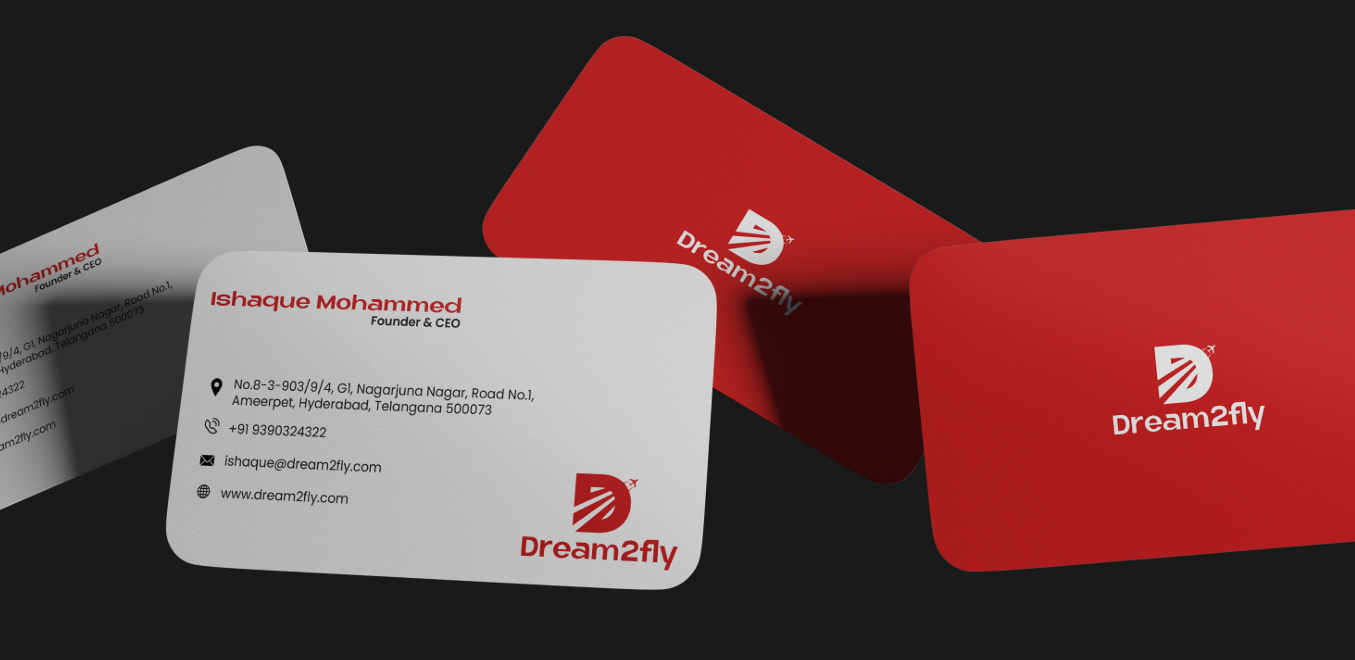 Mohammed
Founder & CEO
/9/4, G1, Nagarjuna Nagar, Road No.1,
Hyderabad, Telangana 500073
24322
dream2fly.com
am2fly.com
Ishaque Mohammed
Founder & CEO
No.8-3-903/9/4, G1, Nagarjuna Nagar, Road No.1,
Ameerpet, Hyderabad, Telangana 500073
+91 9390324322
ishaque@dream2fly.com
www.dream2fly.com
Dream2fly
Dream2fly
Dream2fly